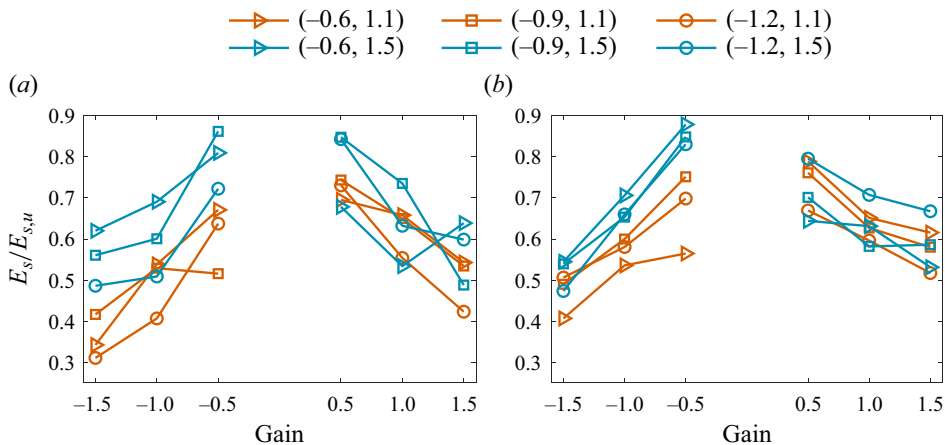 (–0.6, 1.1) (–0.9, 1.1) (–1.2, 1.1)
(–0.6, 1.5) (–0.9, 1.5) (–1.2, 1.5)
(a) (b)
0.9 0.9
0.8 0.8
0.7 0.7
0.6 0.6
E_s/E_{s,u}
0.5 0.5
0.4 0.4
0.3 0.3
–1.5 –1.0 –0.5 0.5 1.0 1.5 –1.5 –1.0 –0.5 0.5 1.0 1.5
Gain Gain